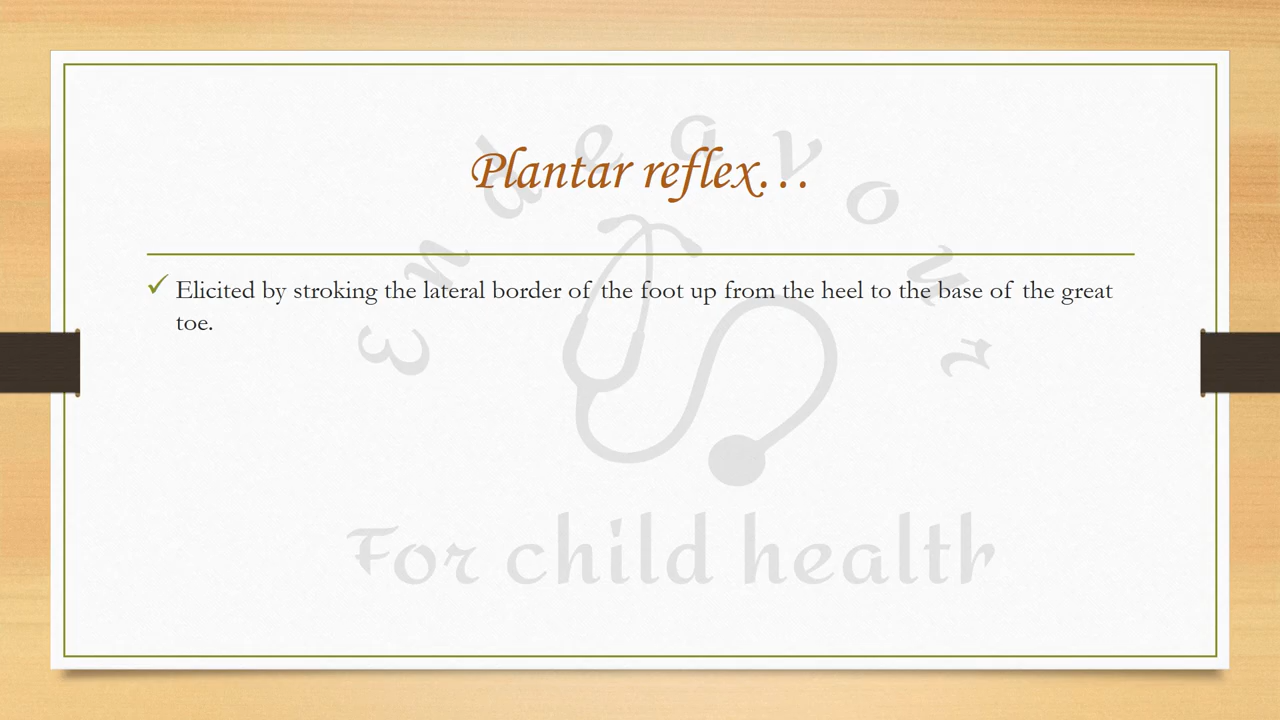 Plantar reflex...
✓ Elicited by stroking the lateral border of the foot up from the heel to the base of the great
toe.
Endeavour
For child health